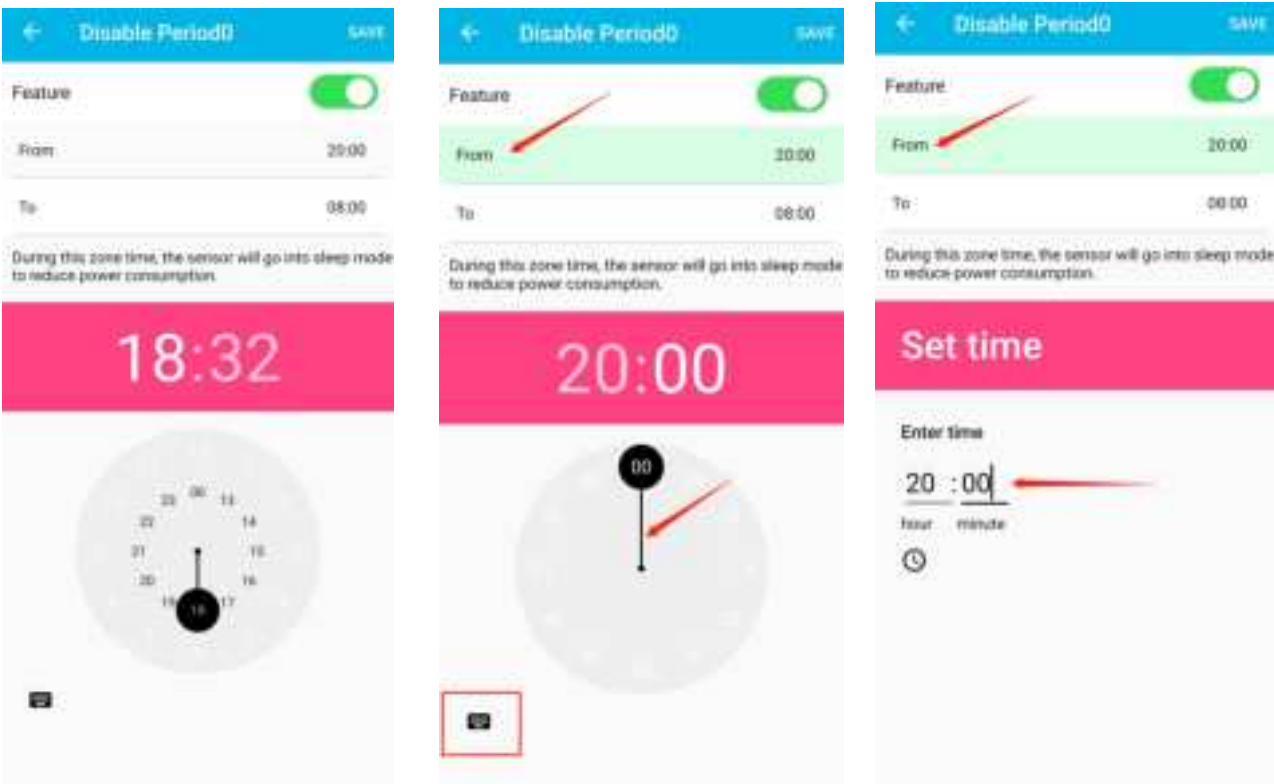 Disable Period0 SAVE
Feature
From 20:00
To 08:00
During this zone time, the sensor will go into sleep mode
to reduce power consumption.
18:32
23 00 13
22 14
21 15
20 16
19 18 17
Disable Period0 SAVE
Feature
From 20:00
To 08:00
During this zone time, the sensor will go into sleep mode
to reduce power consumption.
20:00
00
Disable Period0 SAVE
Feature
From 20:00
To 08:00
During this zone time, the sensor will go into sleep mode
to reduce power consumption.
Set time
Enter time
20 :00
hour minute